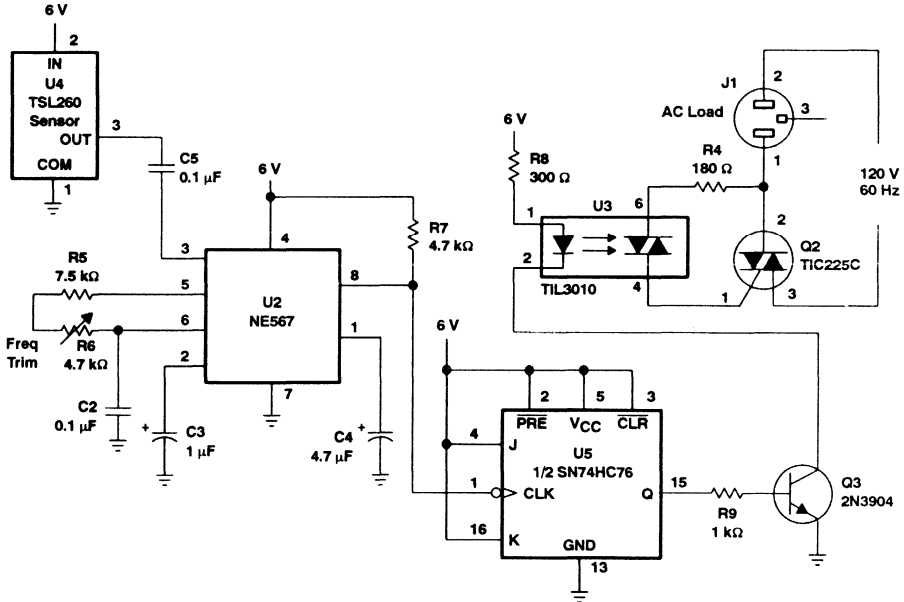 6 V
2
IN
U4
TSL260
Sensor
OUT
3
COM
1
C5
0.1 µF
6 V
4
R7
4.7 kΩ
3
R5
7.5 kΩ
5
U2
NE567
8
6
R6
4.7 kΩ
Freq
Trim
1
2
7
C2
0.1 µF
+
C3
1 µF
C4
4.7 µF
+
6 V
R8
300 Ω
1
2
U3
TIL3010
6
4
R4
180 Ω
J1
AC Load
2
3
1
120 V
60 Hz
2
Q2
TIC225C
1
3
6 V
2
5
3
PRE
VCC
CLR
4
J
U5
1/2 SN74HC76
1
CLK
Q
15
16
K
GND
13
R9
1 kΩ
Q3
2N3904